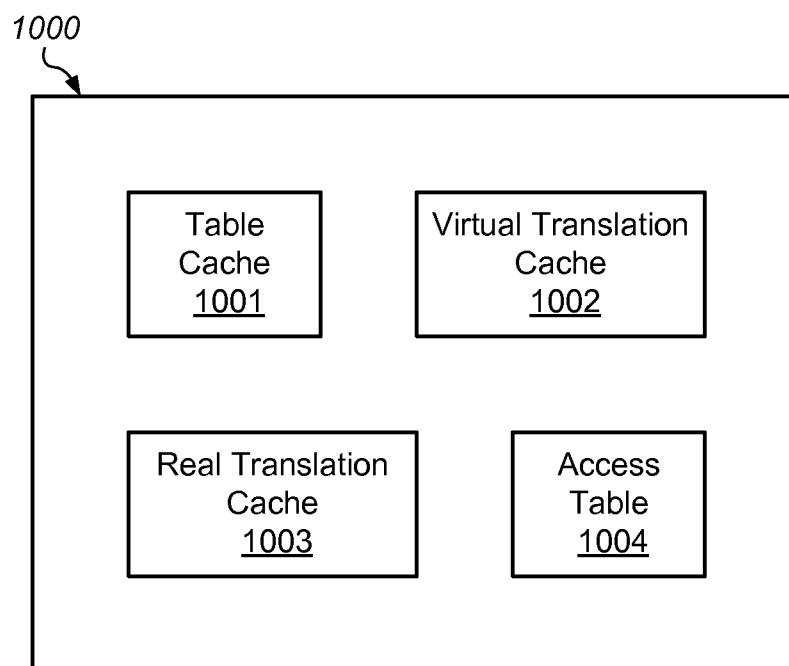 1000
Table
Cache
1001
Virtual Translation
Cache
1002
Real Translation
Cache
1003
Access
Table
1004